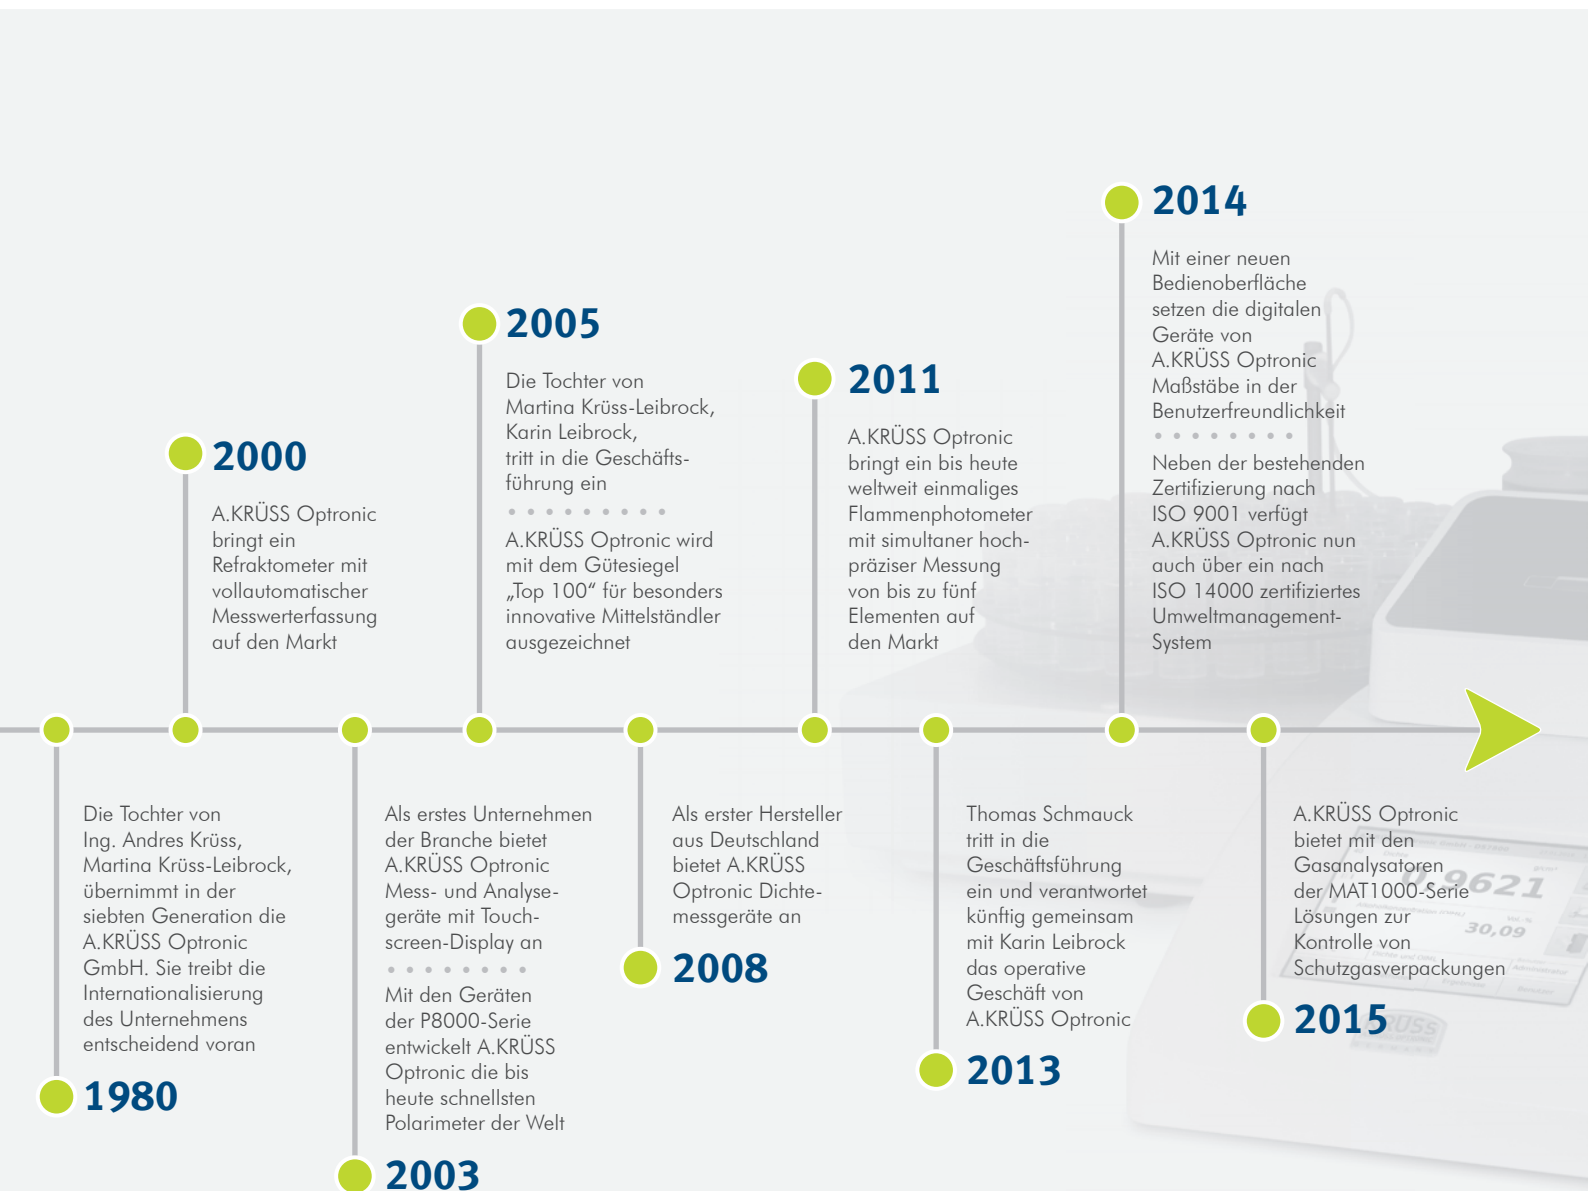 2014
Mit einer neuen
Bedienoberfläche
setzen die digitalen
Geräte von
A.KRÜSS Optronic
Maßstäbe in der
Benutzerfreundlichkeit
Neben der bestehenden
Zertifizierung nach
ISO 9001 verfügt
A.KRÜSS Optronic nun
auch über ein nach
ISO 14000 zertifiziertes
Umweltmanagement-
System
2005
Die Tochter von
Martina Krüss-Leibrock,
Karin Leibrock,
tritt in die Geschäfts-
führung ein
A.KRÜSS Optronic wird
mit dem Gütesiegel
„Top 100“ für besonders
innovative Mittelständler
ausgezeichnet
2011
A.KRÜSS Optronic
bringt ein bis heute
weltweit einmaliges
Flammenphotometer
mit simultaner hoch-
präziser Messung
von bis zu fünf
Elementen auf
den Markt
2000
A.KRÜSS Optronic
bringt ein
Refraktometer mit
vollautomatischer
Messwerterfassung
auf den Markt
Die Tochter von
Ing. Andres Krüss,
Martina Krüss-Leibrock,
übernimmt in der
siebten Generation die
A.KRÜSS Optronic
GmbH. Sie treibt die
Internationalisierung
des Unternehmens
entscheidend voran
1980
Als erstes Unternehmen
der Branche bietet
A.KRÜSS Optronic
Mess- und Analyse-
geräte mit Touch-
screen-Display an
Mit den Geräten
der P8000-Serie
entwickelt A.KRÜSS
Optronic die bis
heute schnellsten
Polarimeter der Welt
2003
Als erster Hersteller
aus Deutschland
bietet A.KRÜSS
Optronic Dichte-
messgeräte an
2008
Thomas Schmauck
tritt in die
Geschäftsführung
ein und verantwortet
künftig gemeinsam
mit Karin Leibrock
das operative
Geschäft von
A.KRÜSS Optronic
2013
A.KRÜSS Optronic
bietet mit den
Gasanalysatoren
der MAT1000-Serie
Lösungen zur
Kontrolle von
Schutzgasverpackungen
2015
0,9621
30,09
KRÜSS